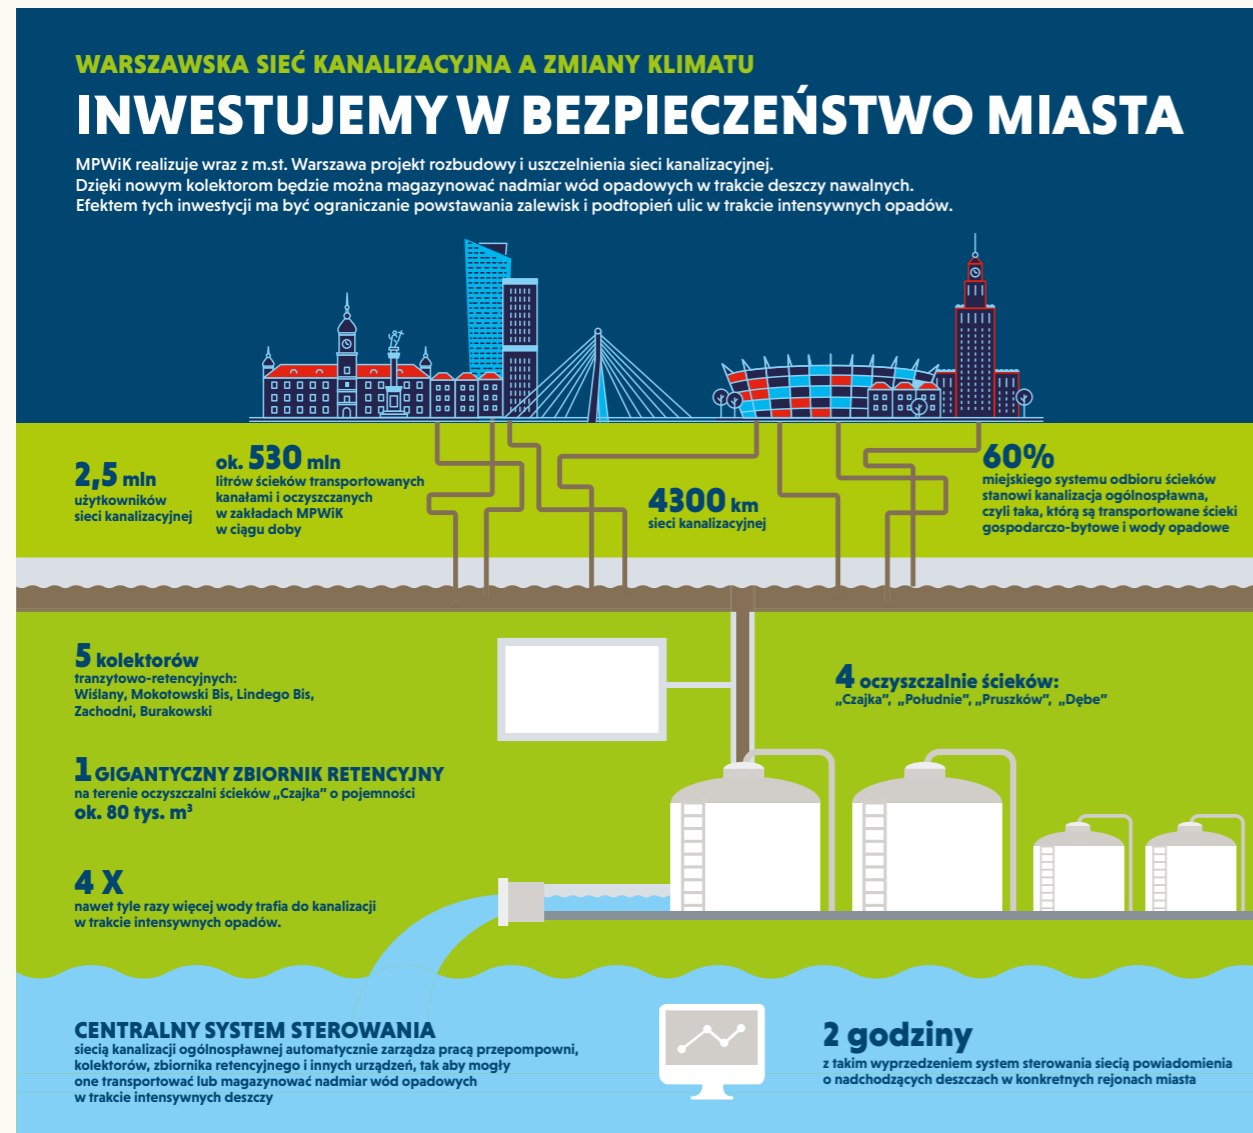 WARSZAWSKA SIEĆ KANALIZACYJNA A ZMIANY KLIMATU
INWESTUJEMY W BEZPIECZEŃSTWO MIASTA
MPWiK realizuje wraz z m.st. Warszawa projekt rozbudowy i uszczelnienia sieci kanalizacyjnej.
Dzięki nowym kolektorom będzie można magazynować nadmiar wód opadowych w trakcie deszczy nawalnych.
Efektem tych inwestycji ma być ograniczanie powstawania zalewisk i podtopień ulic w trakcie intensywnych opadów.
2,5 mln
użytkowników
sieci kanalizacyjnej
ok. 530 mln
litrów ścieków transportowanych
kanałami i oczyszczanych
w zakładach MPWiK
w ciągu doby
4300 km
sieci kanalizacyjnej
60%
miejskiego systemu odbioru ścieków
stanowi kanalizacja ogólnospławna,
czyli taka, którą są transportowane ścieki
gospodarczo-bytowe i wody opadowe
5 kolektorów
tranzytowo-retencyjnych:
Wiślany, Mokotowski Bis, Lindego Bis,
Zachodni, Burakowski
4 oczyszczalnie ścieków:
„Czajka”, „Południe”, „Pruszków”, „Dębe”
1 GIGANTYCZNY ZBIORNIK RETENCYJNY
na terenie oczyszczalni ścieków „Czajka” o pojemności
ok. 80 tys. m³
4 X
nawet tyle razy więcej wody trafia do kanalizacji
w trakcie intensywnych opadów.
CENTRALNY SYSTEM STEROWANIA
siecią kanalizacji ogólnospławnej automatycznie zarządza pracą przepompowni,
kolektorów, zbiornika retencyjnego i innych urządzeń, tak aby mogły
one transportować lub magazynować nadmiar wód opadowych
w trakcie intensywnych deszczy
2 godziny
z takim wyprzedzeniem system sterowania siecią powiadomienia
o nadchodzących deszczach w konkretnych rejonach miasta